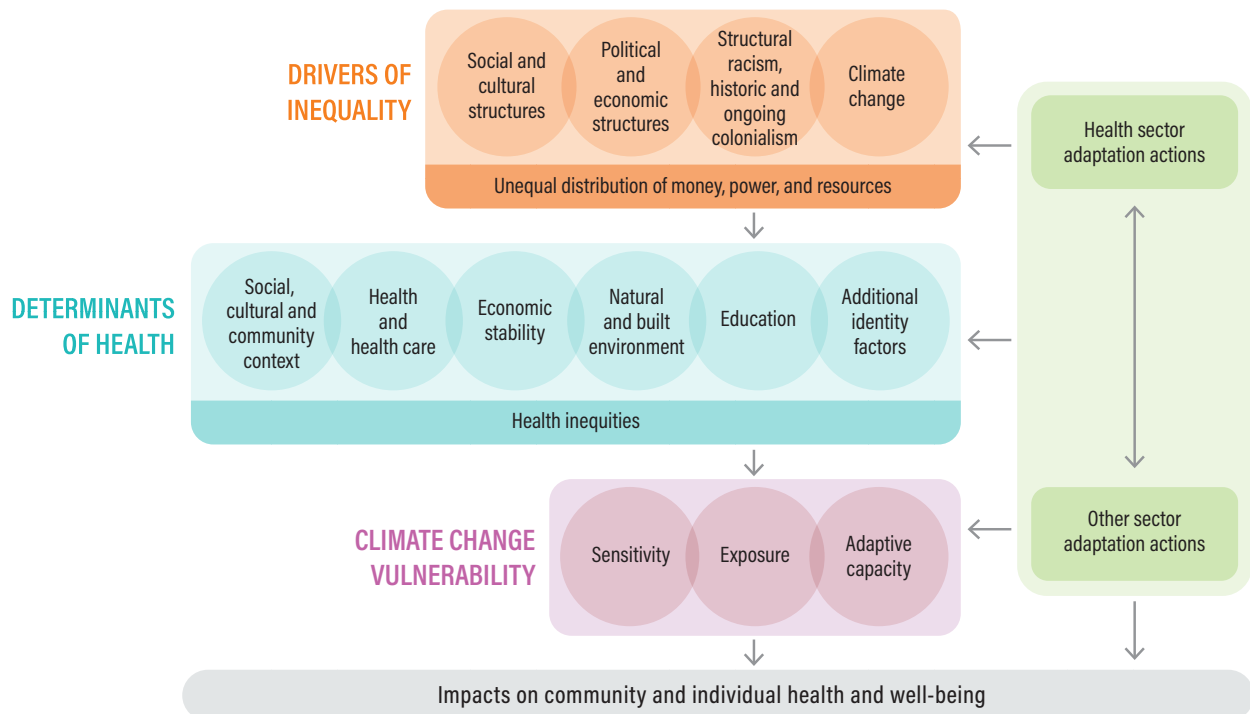 DRIVERS OF
INEQUALITY
Social and
cultural
structures
Political
and
economic
structures
Structural
racism,
historic and
ongoing
colonialism
Climate
change
Unequal distribution of money, power, and resources
Health sector
adaptation actions
DETERMINANTS
OF HEALTH
Social,
cultural and
community
context
Health
and
health care
Economic
stability
Natural
and built
environment
Education
Additional
identity
factors
Health inequities
CLIMATE CHANGE
VULNERABILITY
Sensitivity
Exposure
Adaptive
capacity
Other sector
adaptation actions
Impacts on community and individual health and well-being